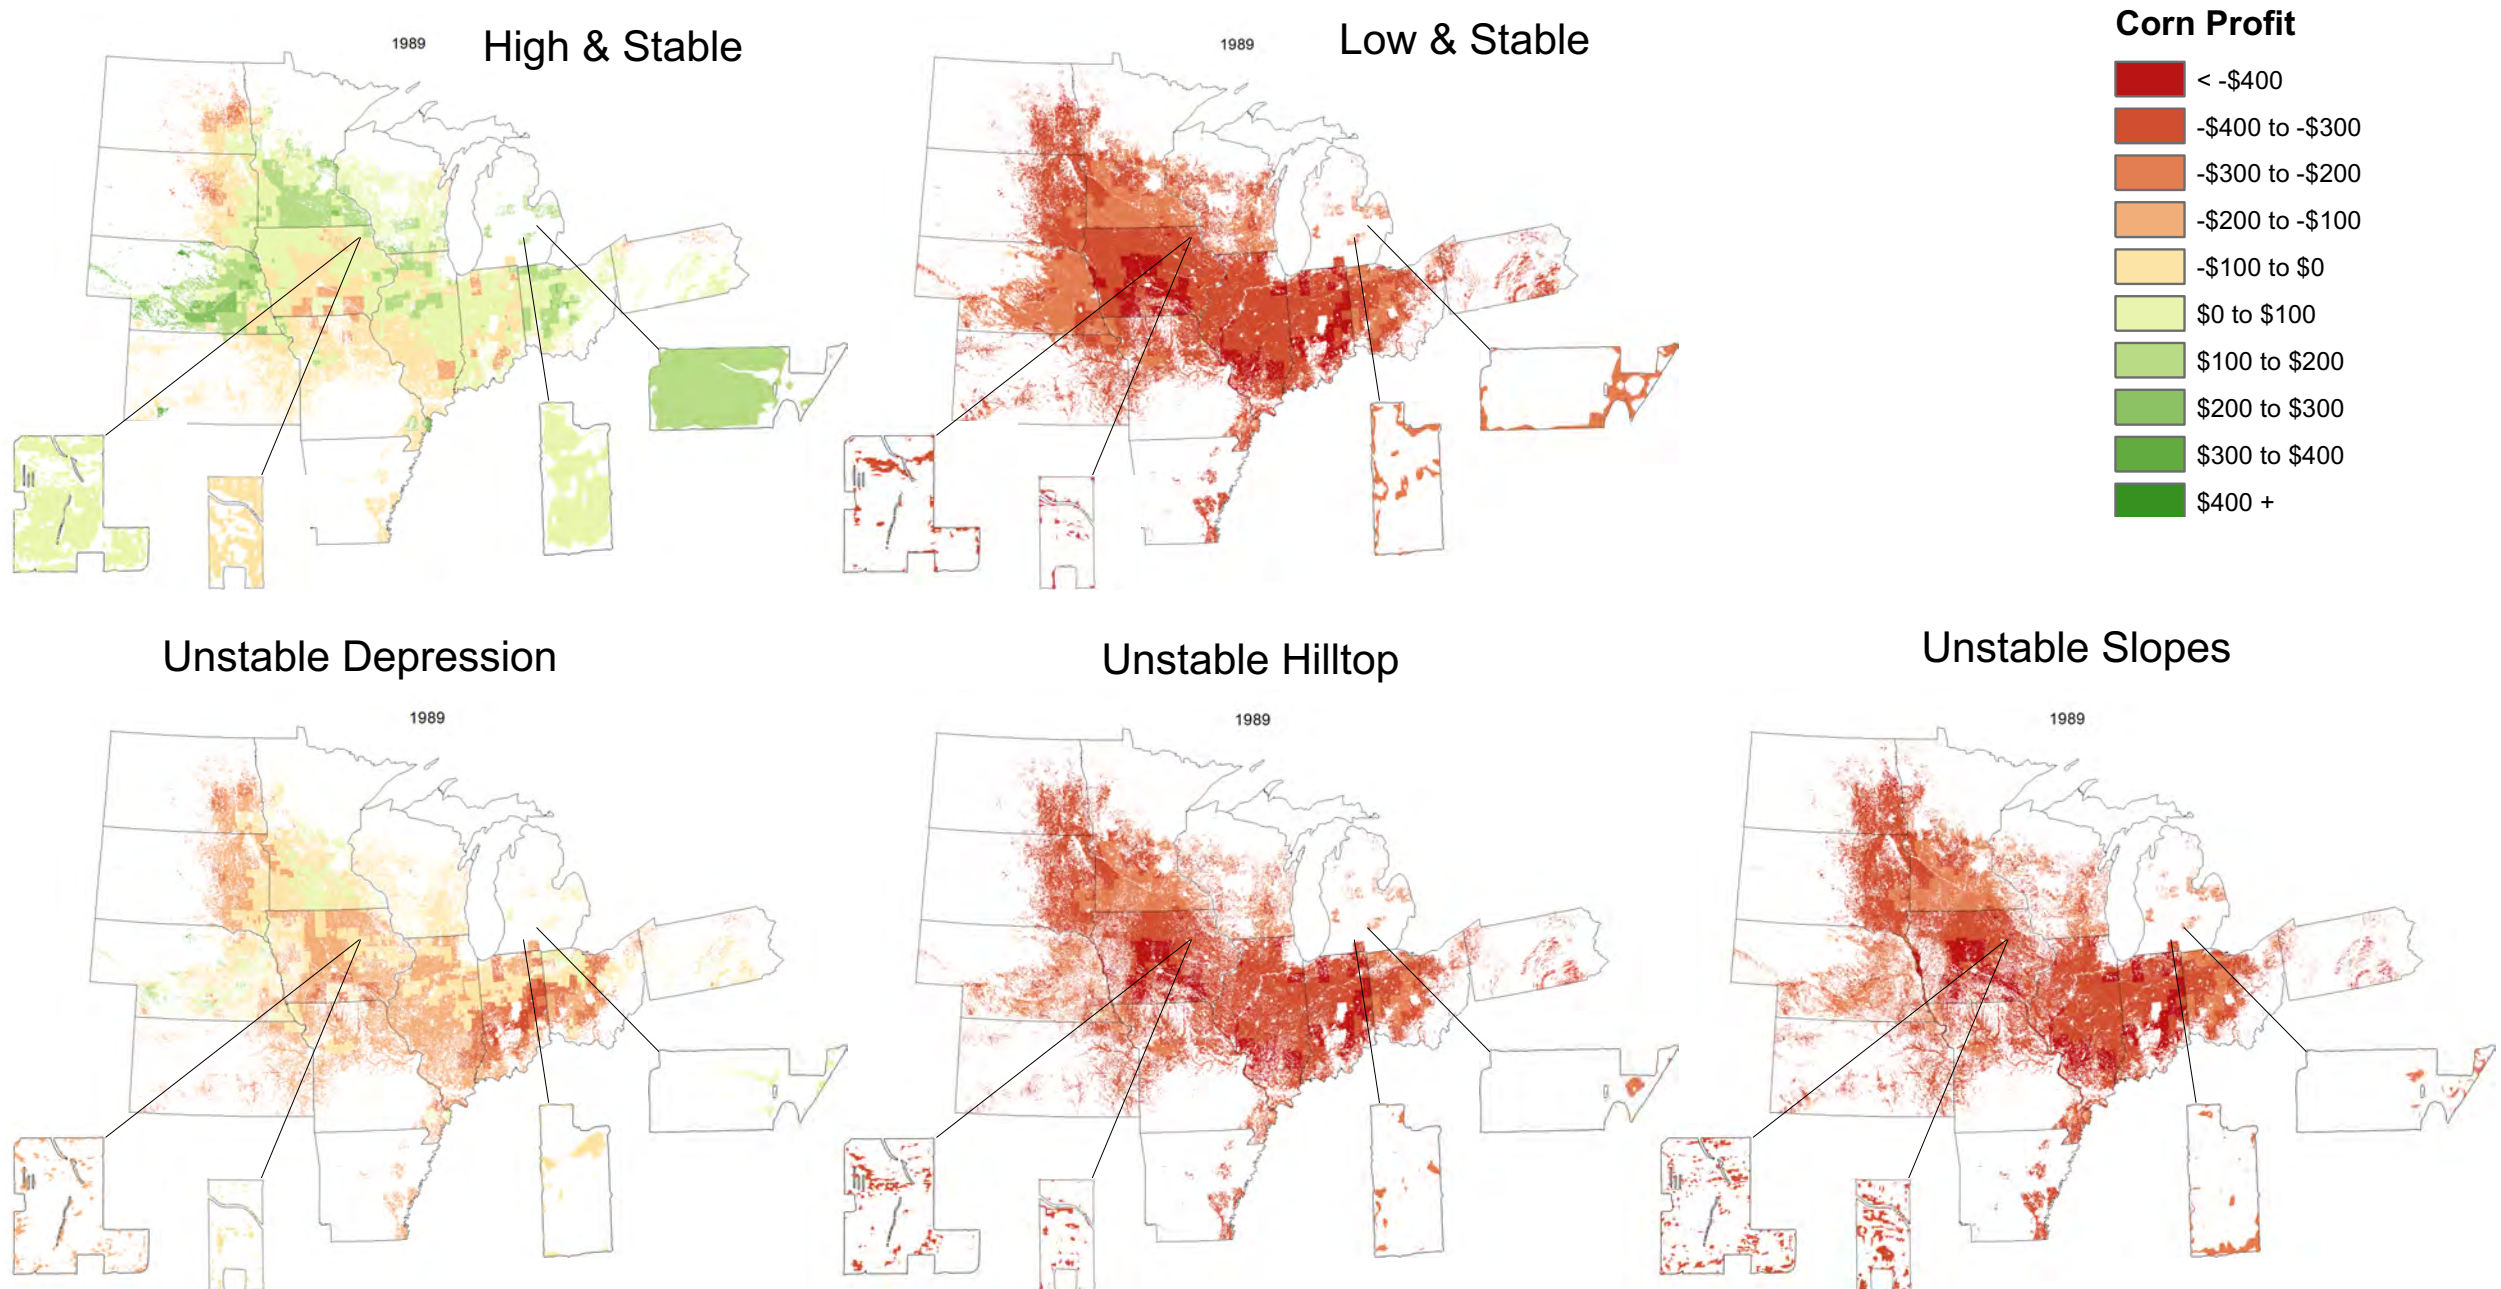 1989
High & Stable
1989
Low & Stable
Corn Profit
< -$400
-$400 to -$300
-$300 to -$200
-$200 to -$100
-$100 to $0
$0 to $100
$100 to $200
$200 to $300
$300 to $400
$400 +
Unstable Depression
1989
Unstable Hilltop
1989
Unstable Slopes
1989